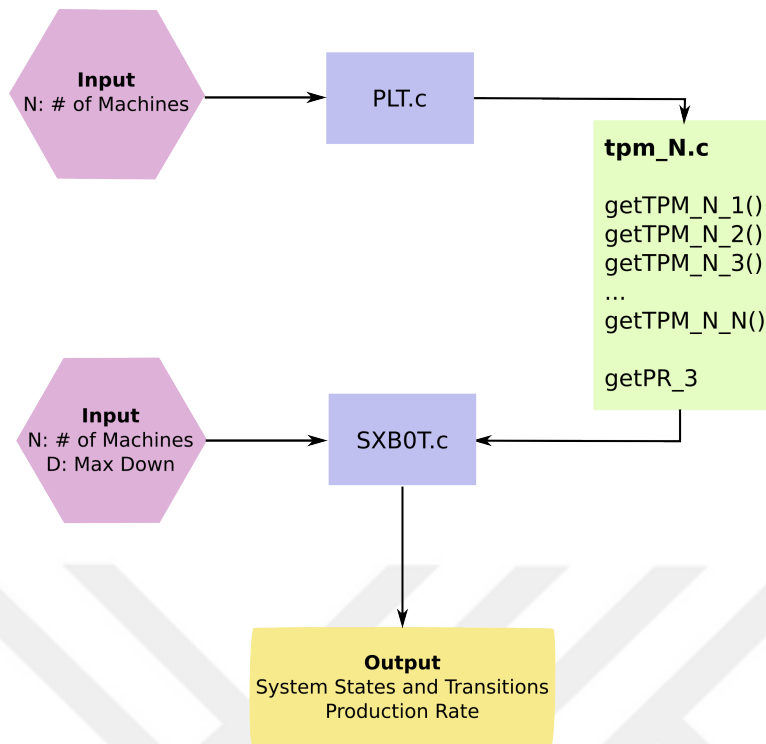 Input
N: # of Machines
PLT.c
tpm_N.c
getTPM_N_1()
getTPM_N_2()
getTPM_N_3()
...
getTPM_N_N()
getPR_3
Input
N: # of Machines
D: Max Down
SXB0T.c
Output
System States and Transitions
Production Rate